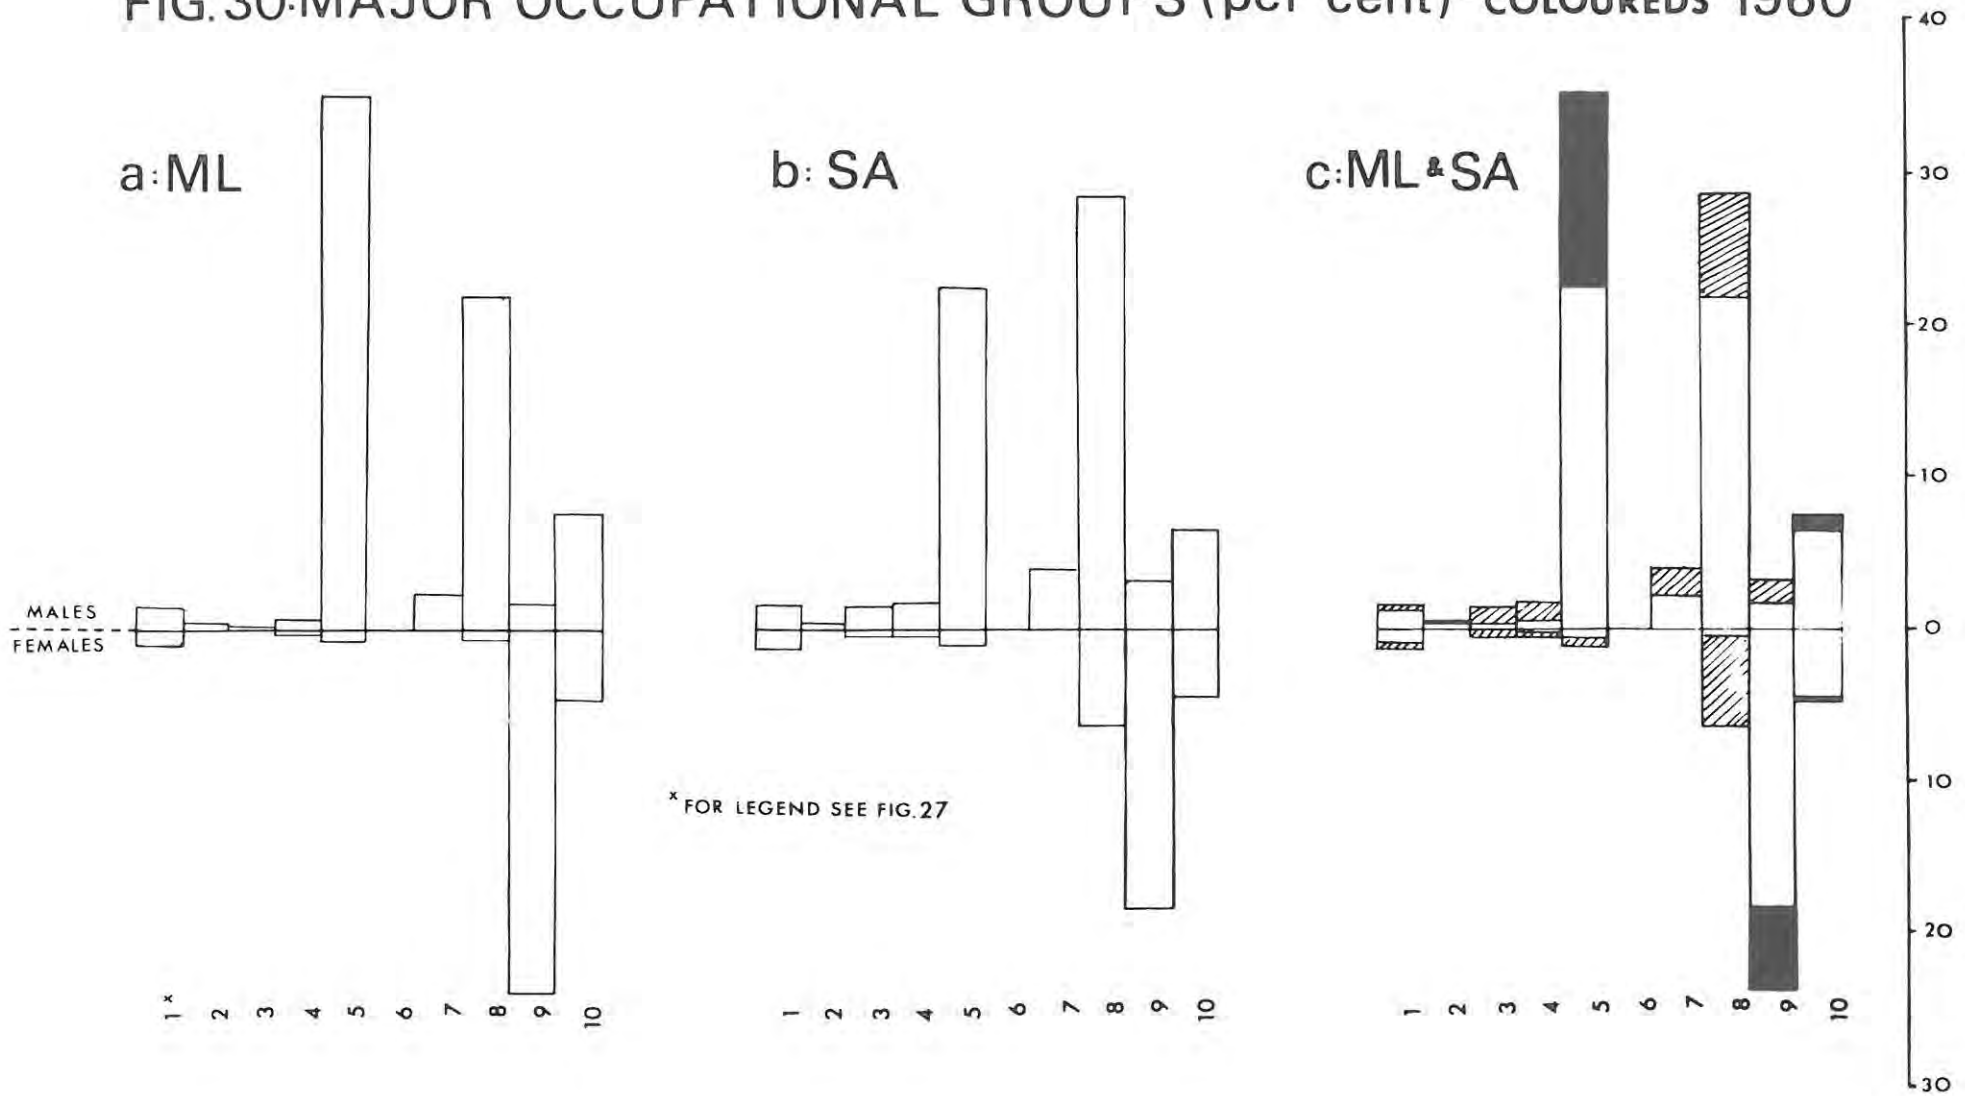 FIG.30:MAJOR OCCUPATIONAL GROUPS (per cent) COLOUREDS 1960
a:ML
b: SA
c:ML & SA
40
30
20
10
0
10
20
30
MALES
FEMALES
x FOR LEGEND SEE FIG.27
1x 2 3 4 5 6 7 8 9 10
1 2 3 4 5 6 7 8 9 10
1 2 3 4 5 6 7 8 9 10